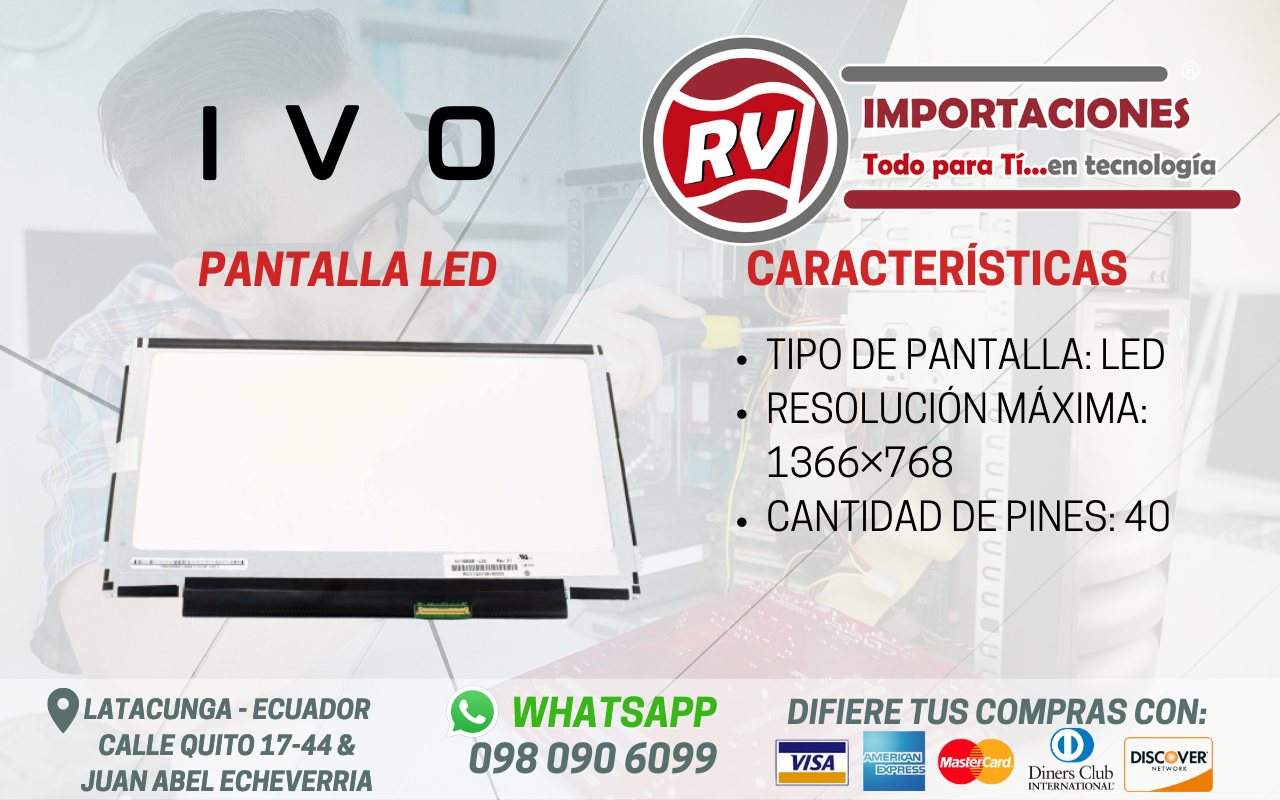 IVO
RV
IMPORTACIONES
®
Todo para Tí...en tecnología
PANTALLA LED
CARACTERÍSTICAS
• TIPO DE PANTALLA: LED
• RESOLUCIÓN MÁXIMA:
1366×768
• CANTIDAD DE PINES: 40
LATACUNGA - ECUADOR
CALLE QUITO 17-44 &
JUAN ABEL ECHEVERRIA
WHATSAPP
098 090 6099
DIFIERE TUS COMPRAS CON:
VISA
AMERICAN
EXPRESS
MasterCard
Diners Club
INTERNATIONAL
DISCOVER
NETWORK